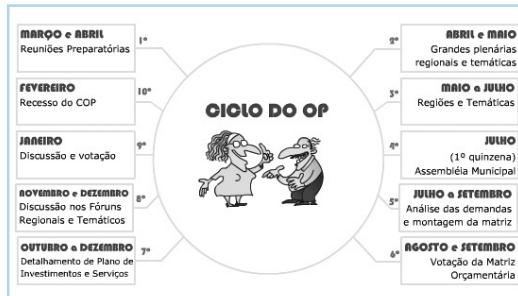 CICLO DO OP
1º
MARÇO e ABRIL
Reuniões Preparatórias
2º
ABRIL e MAIO
Grandes plenárias
regionais e temáticas
3º
MAIO a JULHO
Regiões e Temáticas
4º
JULHO
(1º quinzena)
Assembléia Municipal
5º
JULHO a SETEMBRO
Análise das demandas
e montagem da matriz
6º
AGOSTO e SETEMBRO
Votação da Matriz
Orçamentária
7º
OUTUBRO a DEZEMBRO
Detalhamento de Plano de
Investimentos e Serviços
8º
NOVEMBRO e DEZEMBRO
Discussão nos Fóruns
Regionais e Temáticos
9º
JANEIRO
Discussão e votação
10º
FEVEREIRO
Recesso do COP